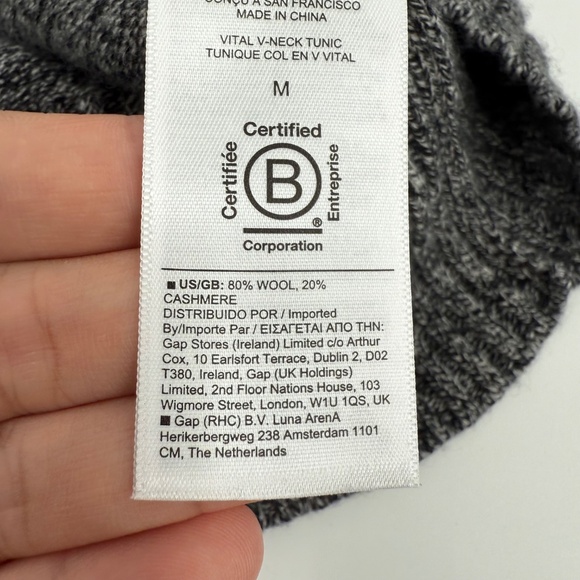 CONÇU À SAN FRANCISCO
MADE IN CHINA
VITAL V-NECK TUNIC
TUNIQUE COL EN V VITAL
M
Certified
Certifiée
B
Entreprise
®
Corporation
■ US/GB: 80% WOOL, 20%
CASHMERE
DISTRIBUIDO POR / Imported
By/Importe Par / ΕΙΣΑΓΕΤΑΙ ΑΠΟ ΤΗΝ:
Gap Stores (Ireland) Limited c/o Arthur
Cox, 10 Earlsfort Terrace, Dublin 2, D02
T380, Ireland, Gap (UK Holdings)
Limited, 2nd Floor Nations House, 103
Wigmore Street, London, W1U 1QS, UK
■ Gap (RHC) B.V. Luna ArenA
Herikerbergweg 238 Amsterdam 1101
CM, The Netherlands